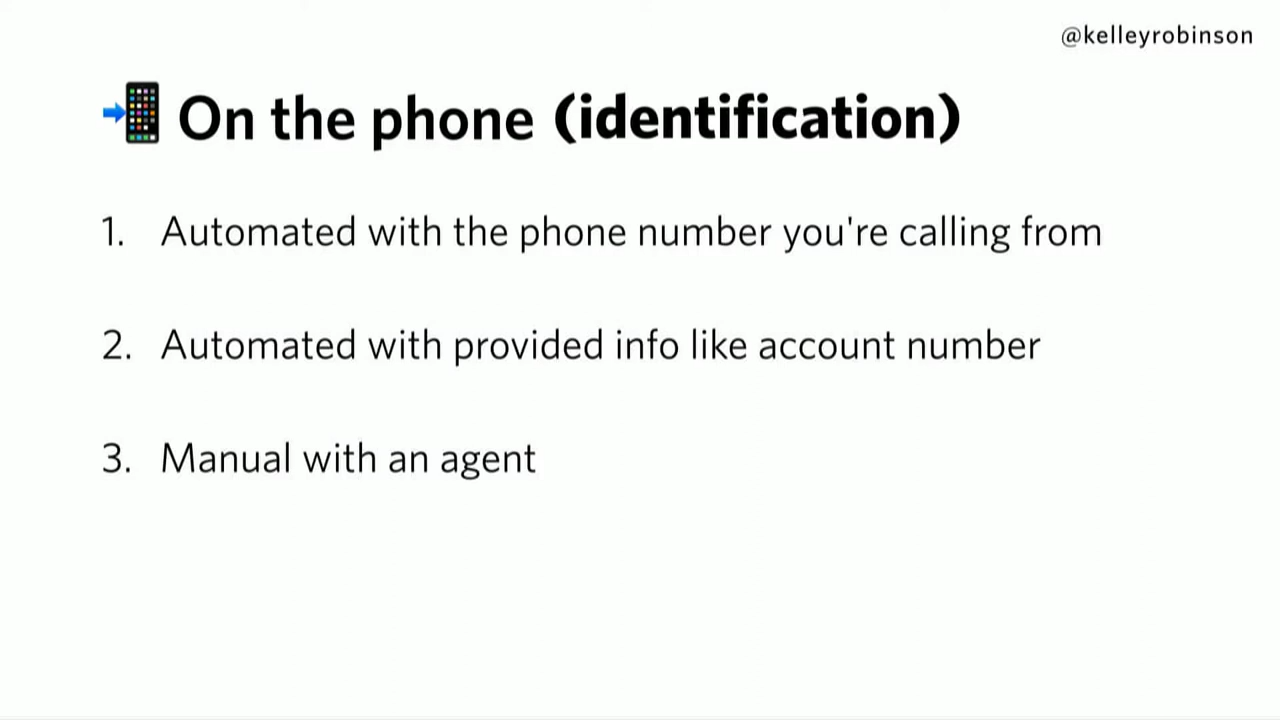 @kelleyrobinson
📲 On the phone (identification)
1. Automated with the phone number you're calling from
2. Automated with provided info like account number
3. Manual with an agent